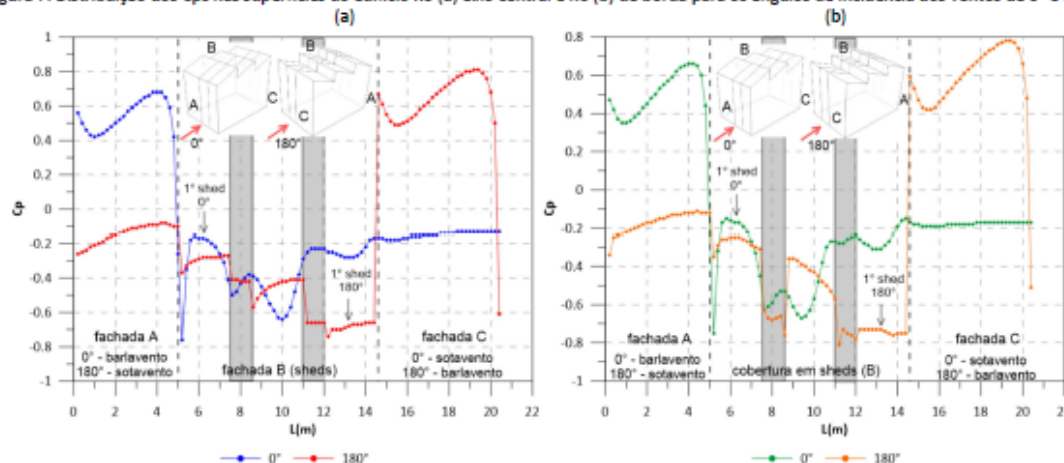 (a)
(b)
Cp
1
0.8
0.6
0.4
0.2
0
-0.2
-0.4
-0.6
-0.8
-1
B
B
A
C
C
A
0°
180°
1° shed
0°
1° shed
180°
fachada A
0° - barlavento
180° - sotavento
fachada B (sheds)
fachada C
0° - sotavento
180° - barlavento
0 2 4 6 8 10 12 14 16 18 20 22
L(m)
0° 180°
Cp
1
0.8
0.6
0.4
0.2
0
-0.2
-0.4
-0.6
-0.8
-1
B
B
A
C
C
A
0°
180°
1° shed
0°
1° shed
180°
fachada A
0° - barlavento
180° - sotavento
cobertura em sheds (B)
fachada C
0° - sotavento
180° - barlavento
0 2 4 6 8 10 12 14 16 18 20
L(m)
0° 180°